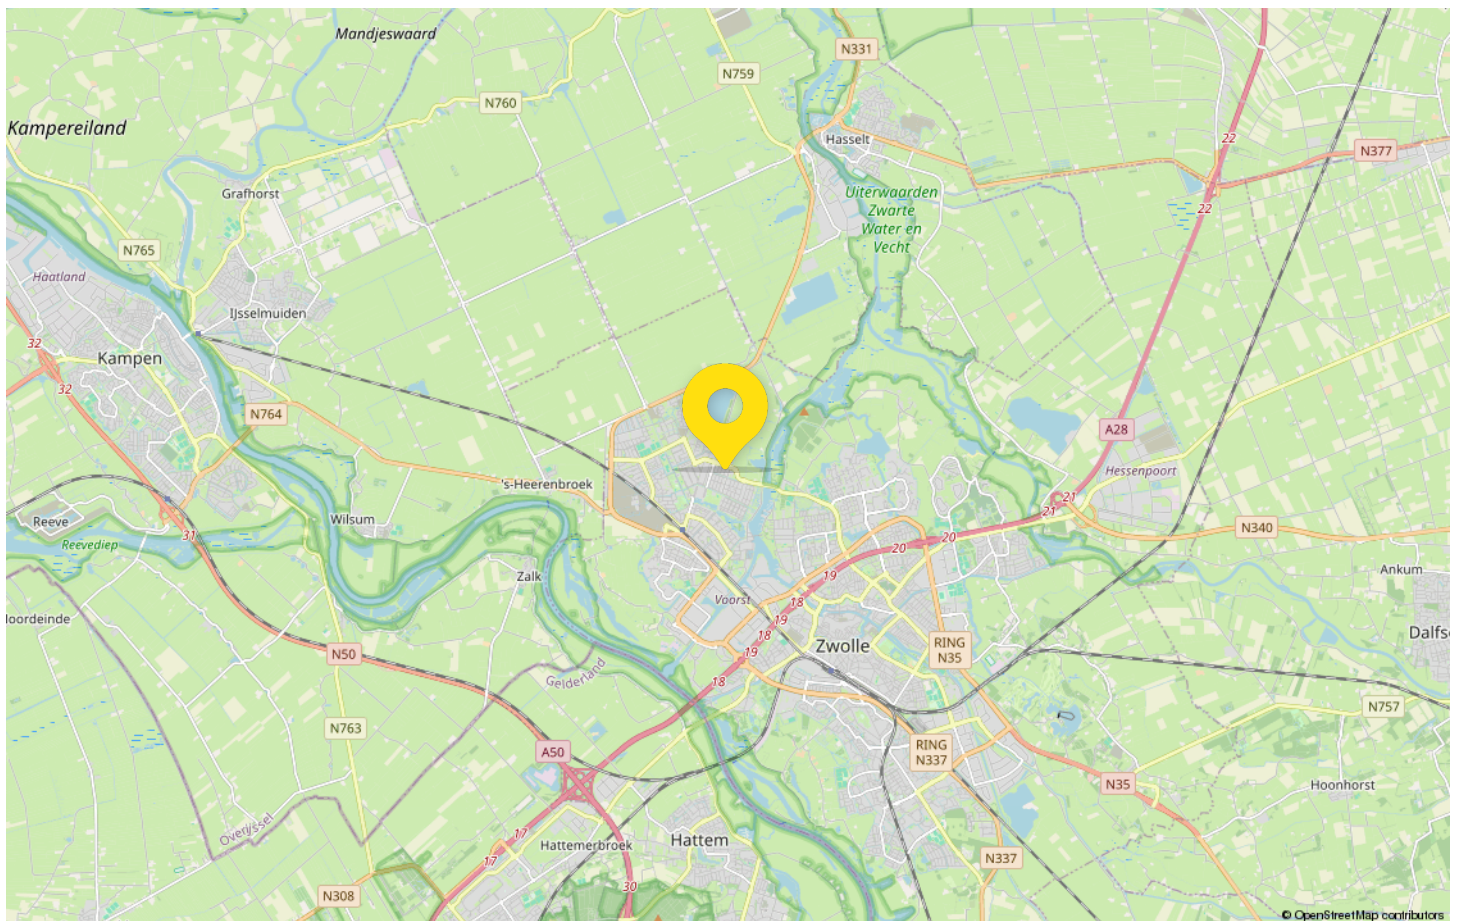 Mandjeswaard
N331
N759
N760
Kampereiland
Hasselt
22
N377
Grafhorst
Uiterwaarden
Zwarte
Water en
Vecht
22
N765
Haatland
IJsselmuiden
32
Kampen
32
N764
A28
Hessenpoort
's-Heerenbroek
21
21
Reeve
Wilsum
N340
Reevediep
31
20
20
Zalk
19
Ankum
Voorst
18
19
18
Zwolle
RING
N35
N50
19
18
Gelderland
N757
N763
A50
RING
N337
N35
Hoonhorst
Overijssel
17
17
Hattemerbroek
Hattem
N337
30
N308
© OpenStreetMap contributors